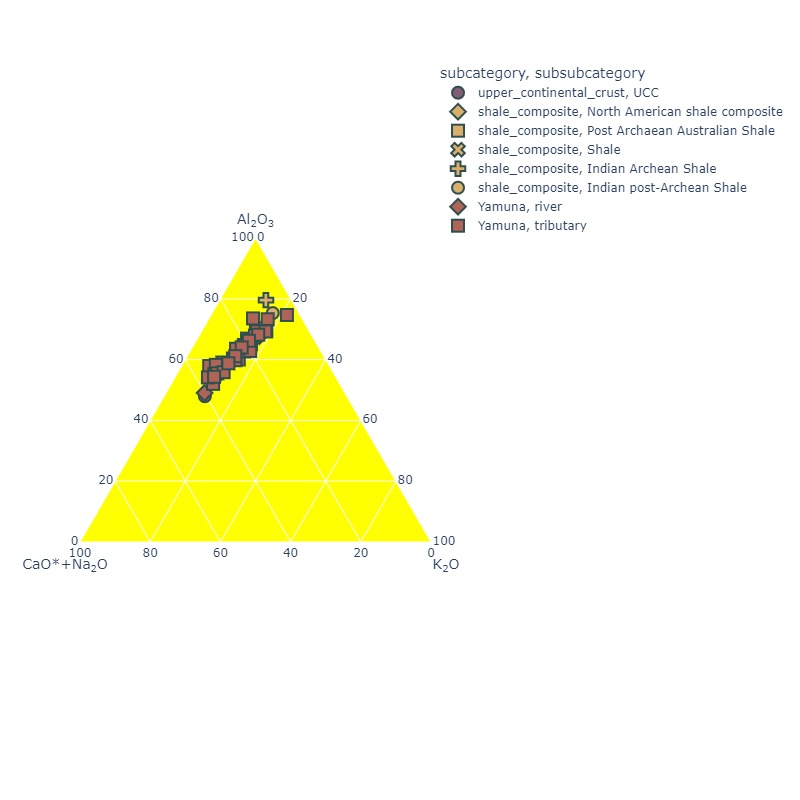 subcategory, subsubcategory
upper_continental_crust, UCC
shale_composite, North American shale composite
shale_composite, Post Archaean Australian Shale
shale_composite, Shale
shale_composite, Indian Archean Shale
shale_composite, Indian post-Archean Shale
Yamuna, river
Yamuna, tributary
Al₂O₃
100 0
80 20
60 40
40 60
20 80
0 100
100 80 60 40 20 0
CaO*+Na₂O K₂O